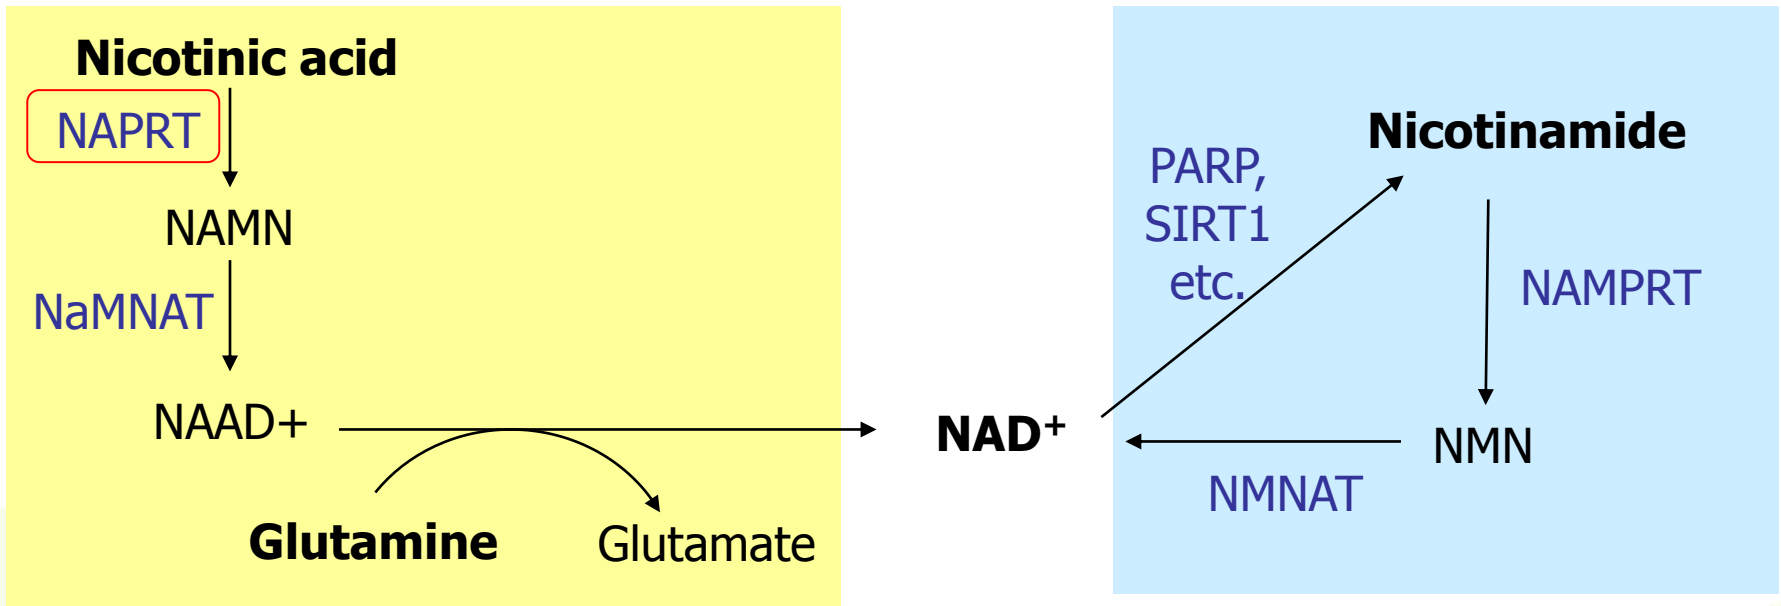 Nicotinic acid
NAPRT
NAMN
NaMNAT
NAAD+
Glutamine
Glutamate
NAD⁺
PARP,
SIRT1
etc.
Nicotinamide
NAMPRT
NMN
NMNAT